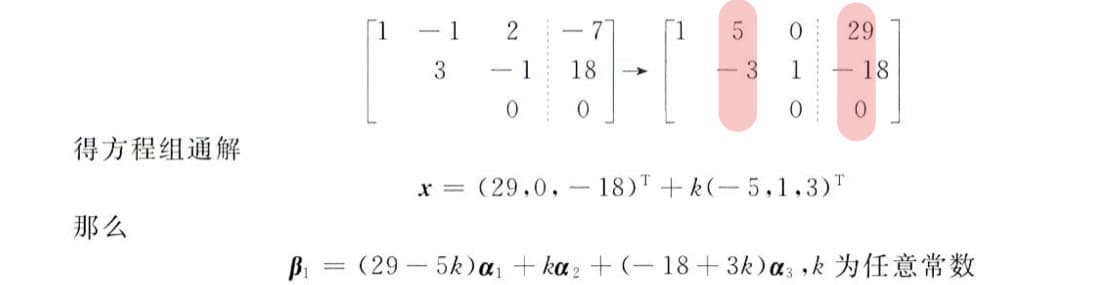 1 −1 2 −7 1 5 0 29
3 −1 18 → −3 1 −18
0 0 0 0
得方程组通解
x = (29,0,−18)ᵀ + k(−5,1,3)ᵀ
那么
β₁ = (29 − 5k)α₁ + kα₂ + (−18 + 3k)α₃ ,k 为任意常数